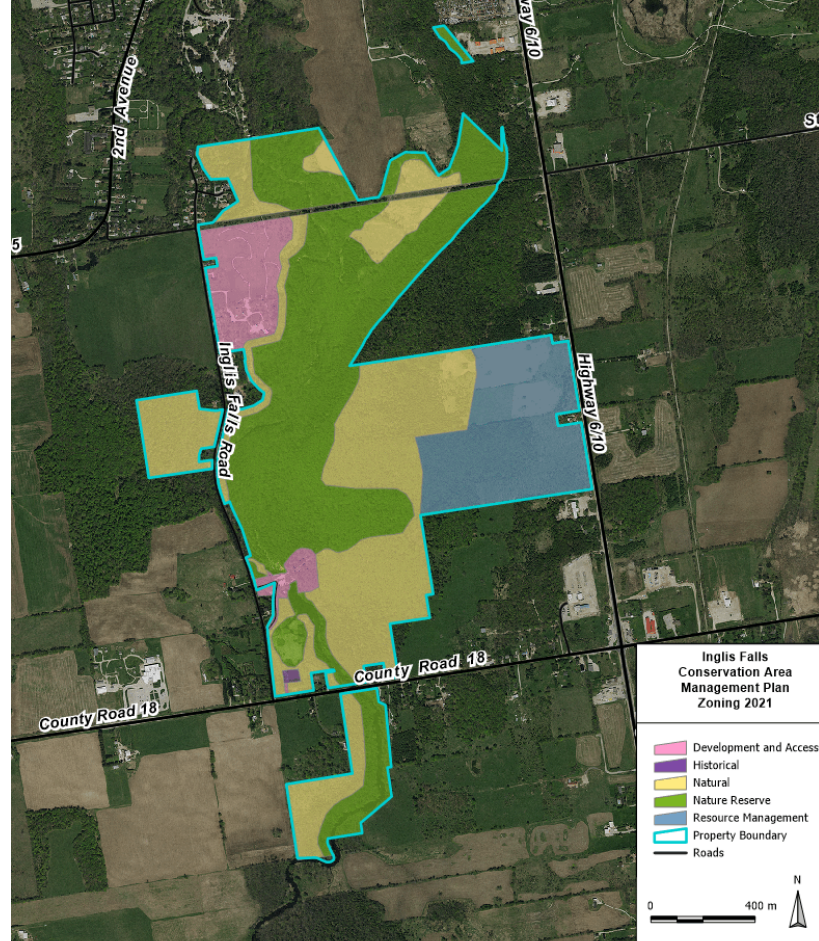 way 6/10
2nd Avenue
St
5
Inglis Falls Road
Highway 6/10
County Road 18
County Road 18
Inglis Falls
Conservation Area
Management Plan
Zoning 2021
Development and Access
Historical
Natural
Nature Reserve
Resource Management
Property Boundary
Roads
N
0 400 m